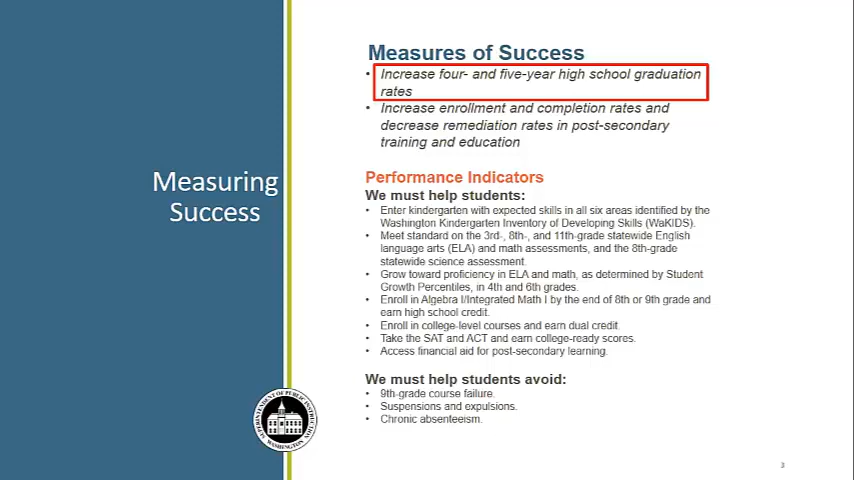 Measuring
Success
Measures of Success
• Increase four- and five-year high school graduation
rates
• Increase enrollment and completion rates and
decrease remediation rates in post-secondary
training and education
Performance Indicators
We must help students:
• Enter kindergarten with expected skills in all six areas identified by the
Washington Kindergarten Inventory of Developing Skills (WaKIDS).
• Meet standard on the 3rd-, 8th-, and 11th-grade statewide English
language arts (ELA) and math assessments, and the 8th-grade
statewide science assessment.
• Grow toward proficiency in ELA and math, as determined by Student
Growth Percentiles, in 4th and 6th grades.
• Enroll in Algebra I/Integrated Math I by the end of 8th or 9th grade and
earn high school credit.
• Enroll in college-level courses and earn dual credit.
• Take the SAT and ACT and earn college-ready scores.
• Access financial aid for post-secondary learning.
We must help students avoid:
• 9th-grade course failure.
• Suspensions and expulsions.
• Chronic absenteeism.
SUPERINTENDENT OF PUBLIC INSTRUCTION
WASHINGTON
3